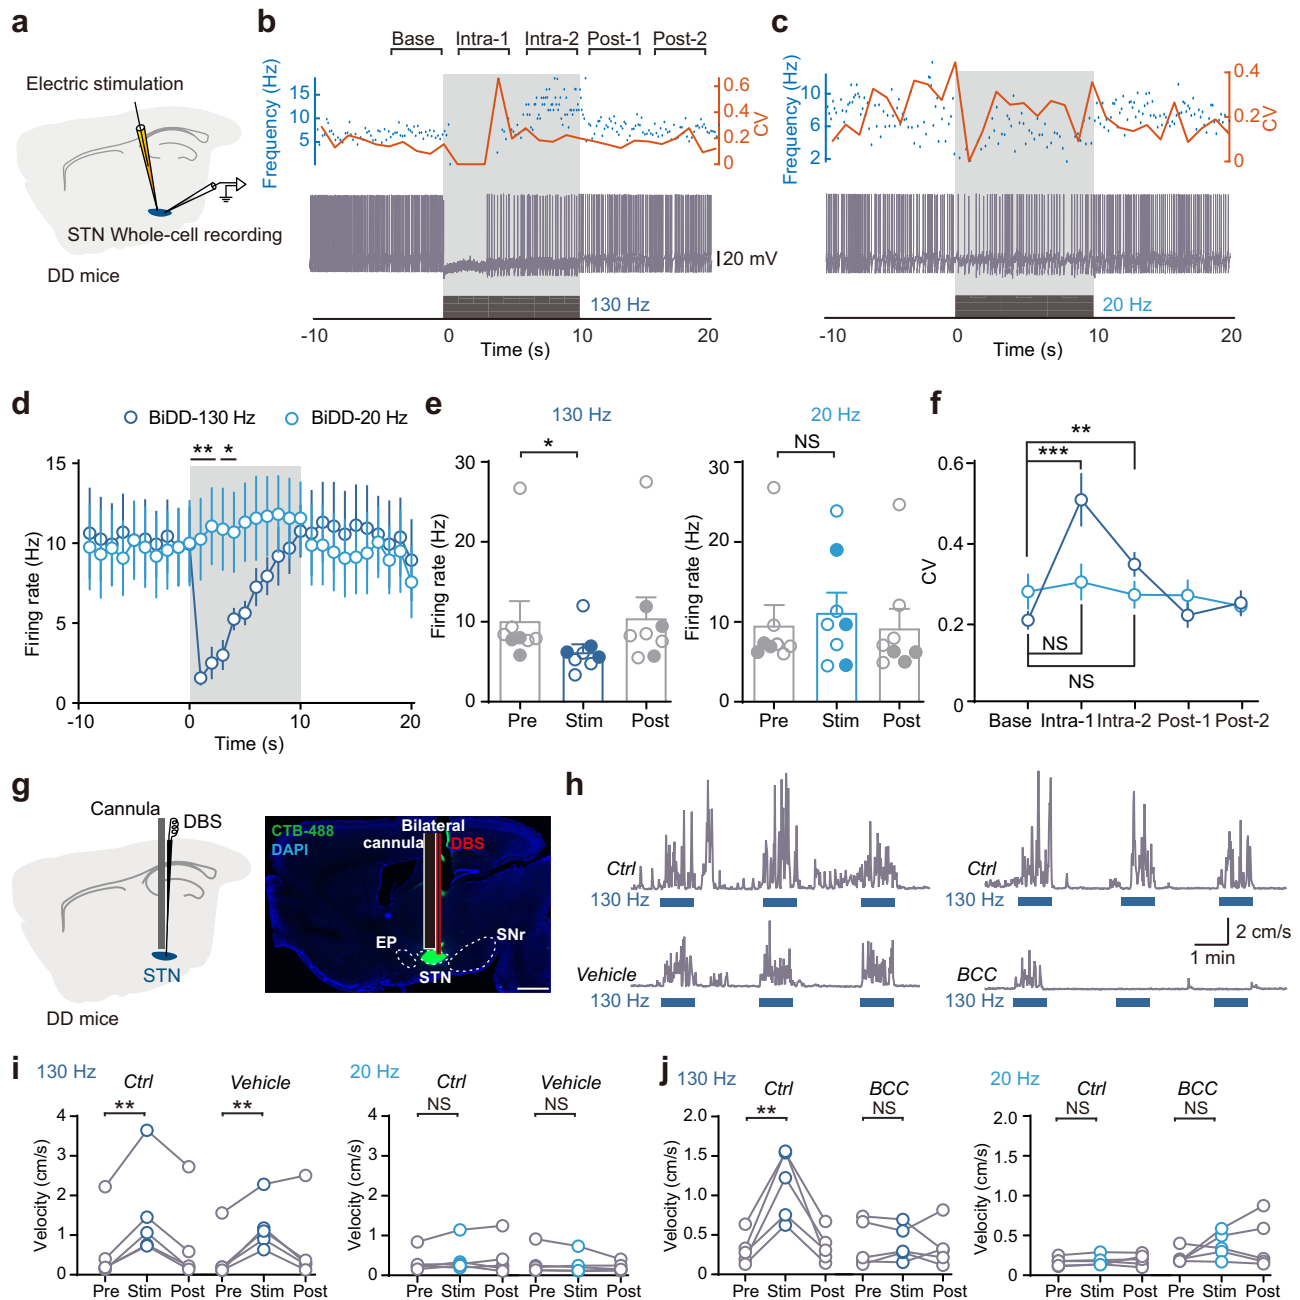 a
Electric stimulation
STN Whole-cell recording
DD mice
b
Base Intra-1 Intra-2 Post-1 Post-2
Frequency (Hz)
15
10
5
0.6
0.4
0.2
0
CV
20 mV
130 Hz
-10 0 10 20
Time (s)
c
Frequency (Hz)
10
6
2
0.4
0.2
0
CV
20 Hz
-10 0 10 20
Time (s)
d
BiDD-130 Hz BiDD-20 Hz
** *
Firing rate (Hz)
15
10
5
0
-10 0 10 20
Time (s)
e
130 Hz
*
Firing rate (Hz)
30
20
10
0
Pre Stim Post
20 Hz
NS
Firing rate (Hz)
30
20
10
0
Pre Stim Post
f
**
***
CV
0.6
0.4
0.2
0
NS
NS
Base Intra-1 Intra-2 Post-1 Post-2
g
Cannula
DBS
STN
DD mice
CTB-488
DAPI
Bilateral
cannula DBS
EP
SNr
STN
h
Ctrl
130 Hz
Vehicle
130 Hz
Ctrl
130 Hz
2 cm/s
1 min
BCC
130 Hz
i
130 Hz
Ctrl Vehicle
** **
Velocity (cm/s)
4
3
2
1
0
Pre Stim Post Pre Stim Post
20 Hz
Ctrl Vehicle
NS NS
Velocity (cm/s)
4
3
2
1
0
Pre Stim Post Pre Stim Post
j
130 Hz
Ctrl BCC
** NS
Velocity (cm/s)
2.0
1.5
1.0
0.5
0
Pre Stim Post Pre Stim Post
20 Hz
Ctrl BCC
NS NS
Velocity (cm/s)
2.0
1.5
1.0
0.5
0
Pre Stim Post Pre Stim Post